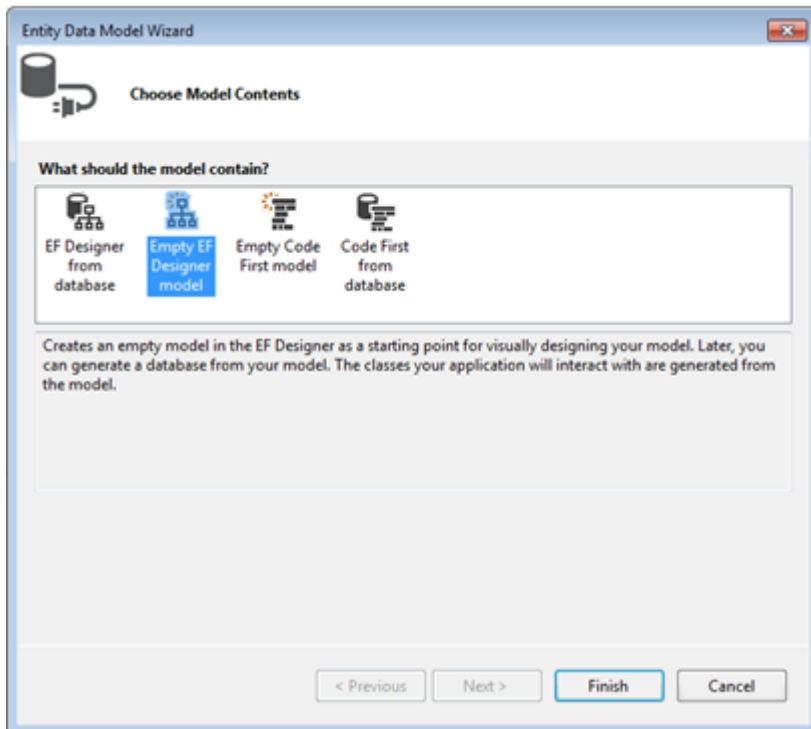 Entity Data Model Wizard
Choose Model Contents
What should the model contain?
EF Designer
from
database
Empty EF
Designer
model
Empty Code
First model
Code First
from
database
Creates an empty model in the EF Designer as a starting point for visually designing your model. Later, you
can generate a database from your model. The classes your application will interact with are generated from
the model.
< Previous
Next >
Finish
Cancel